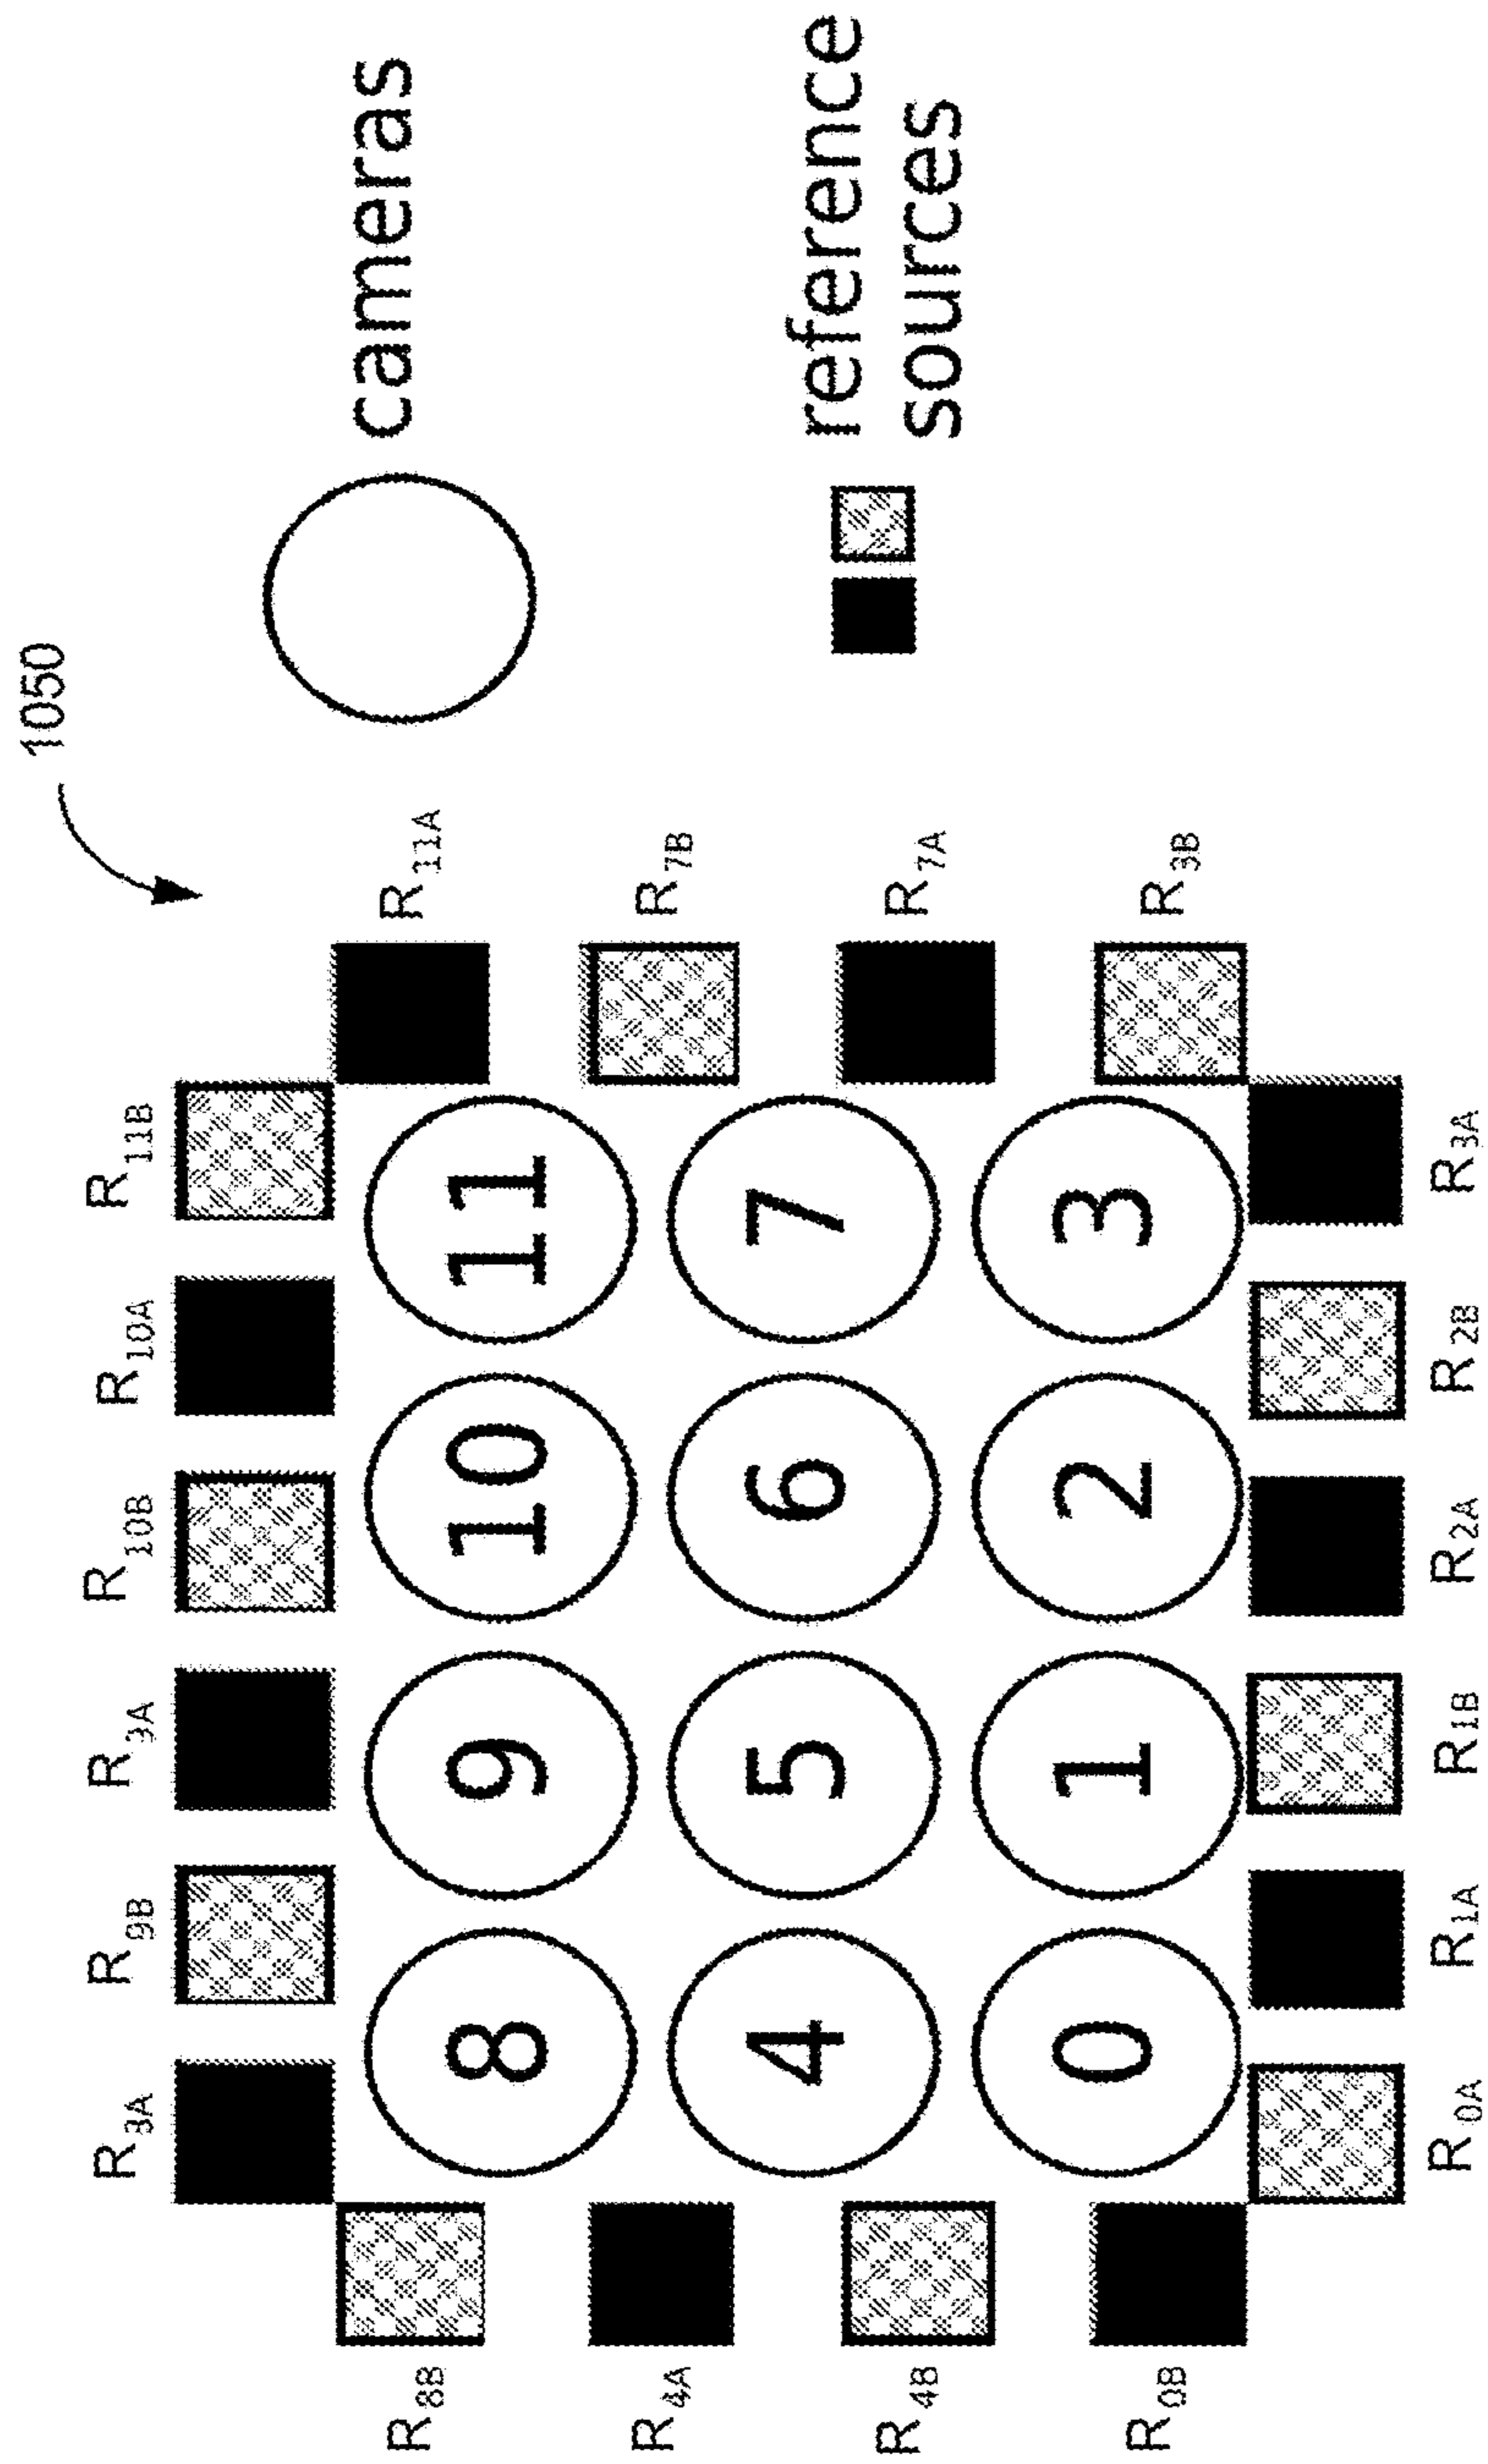 1050
R3A R9B R3A R10B R10A R11B
R8B
R11A
8 9 10 11
cameras
R4A
R7B
4 5 6 7
R4B
R7A
reference
sources
0 1 2 3
R0B
R3B
R0A R1A R1B R2A R2B R3A